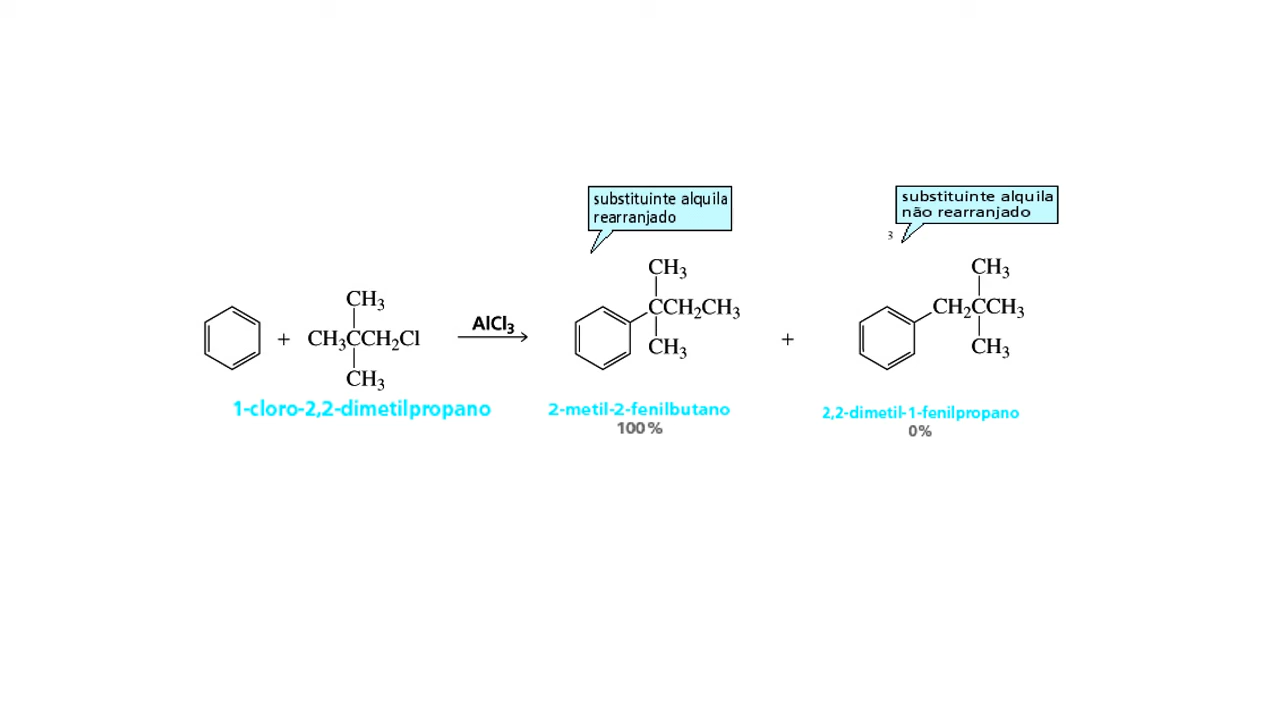 substituinte alquila
rearranjado
substituinte alquila
não rearranjado
3
CH3
CH3CCH2Cl
CH3
+
AlCl3
CH3
CCH2CH3
CH3
+
CH3
CH2CCH3
CH3
1-cloro-2,2-dimetilpropano
2-metil-2-fenilbutano
100%
2,2-dimetil-1-fenilpropano
0%